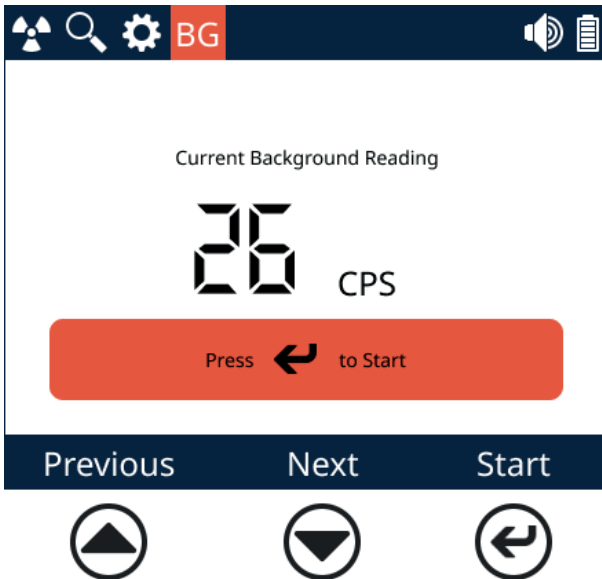 BG
Current Background Reading
26 CPS
Press to Start
Previous Next Start